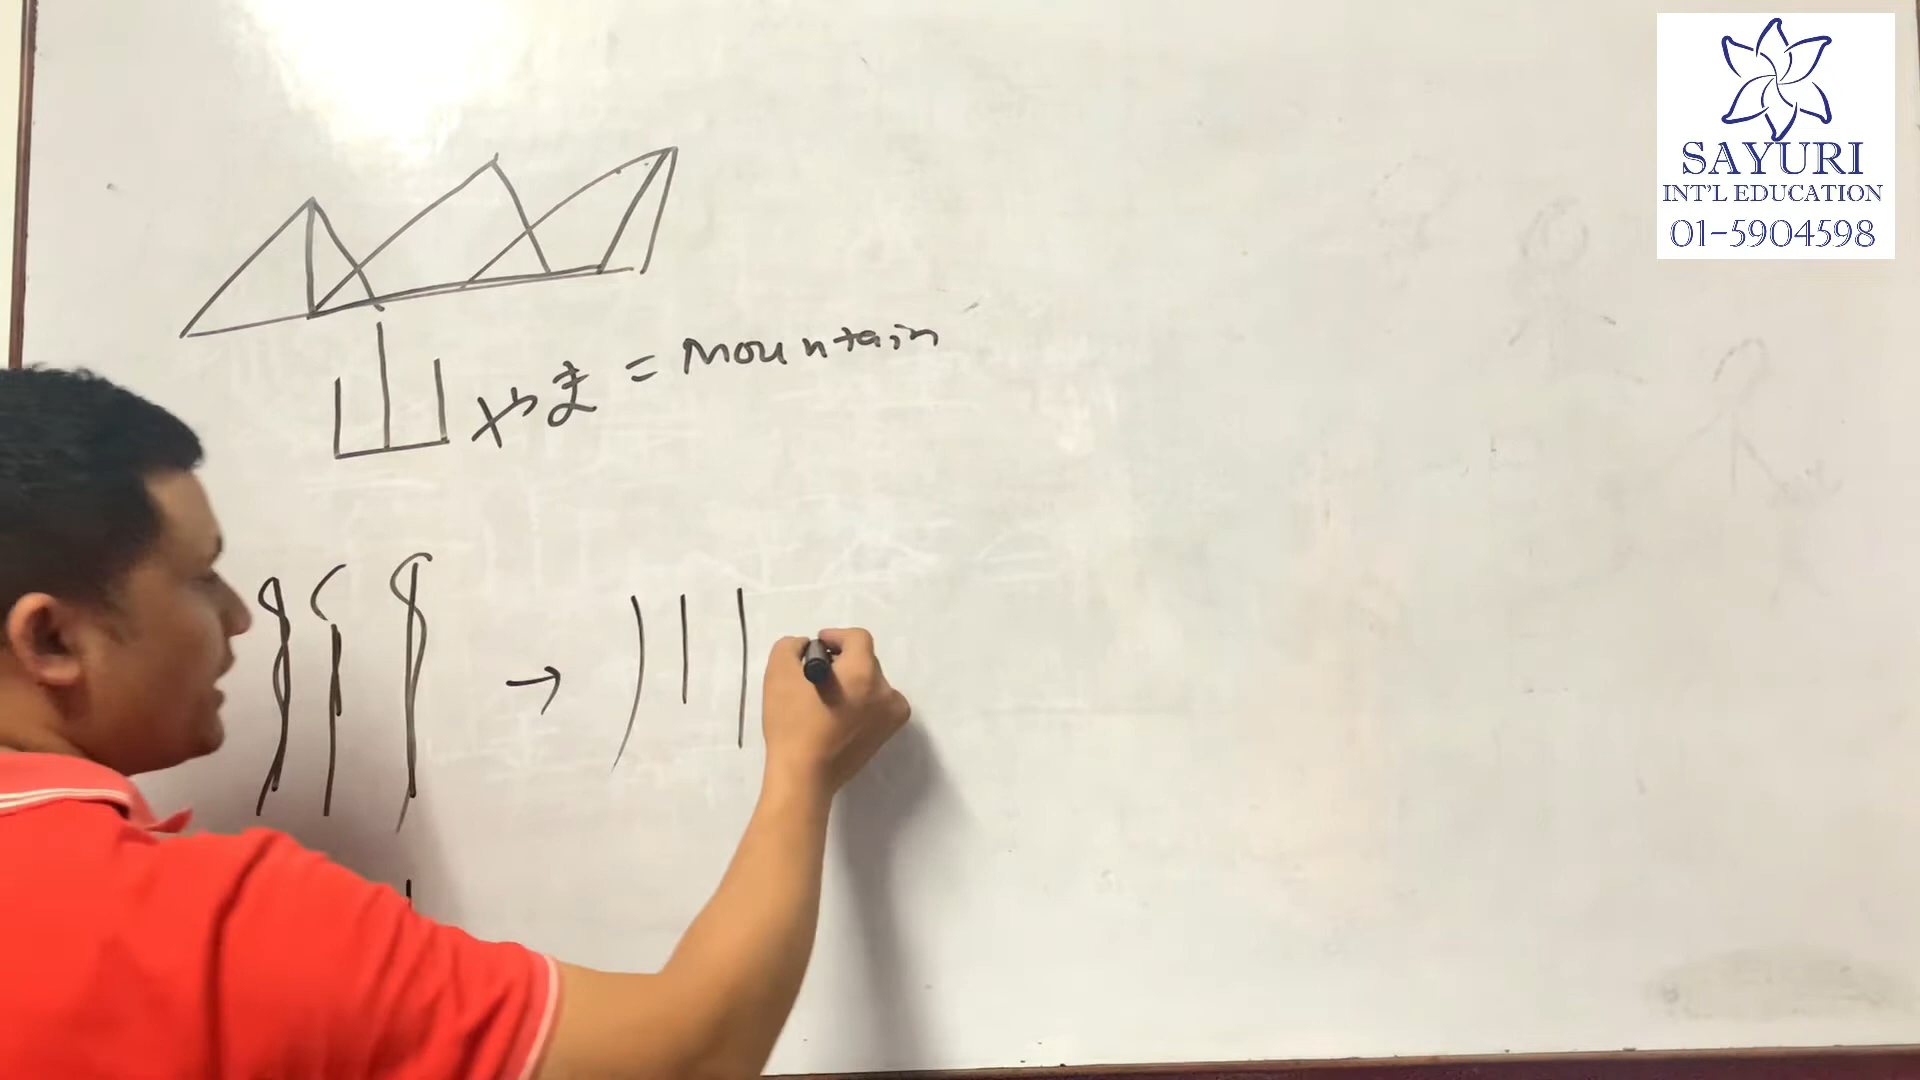 SAYURI
INT'L EDUCATION
01-5904598
山 やま = Mountain
→ 川